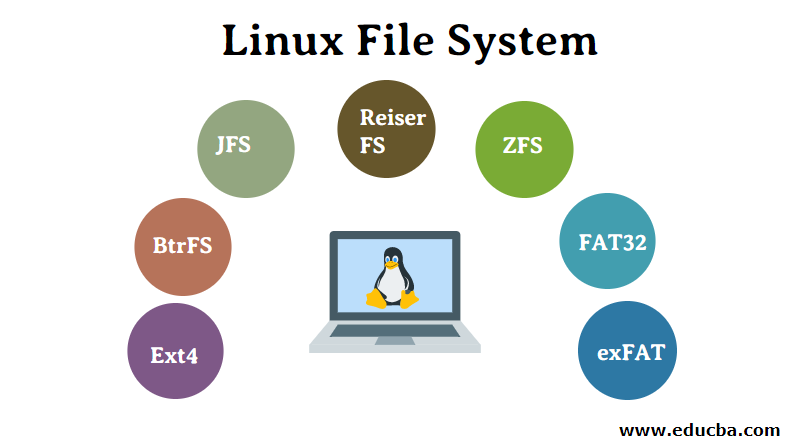 Linux File System
Reiser
FS
JFS
ZFS
BtrFS
FAT32
Ext4
exFAT
www.educba.com